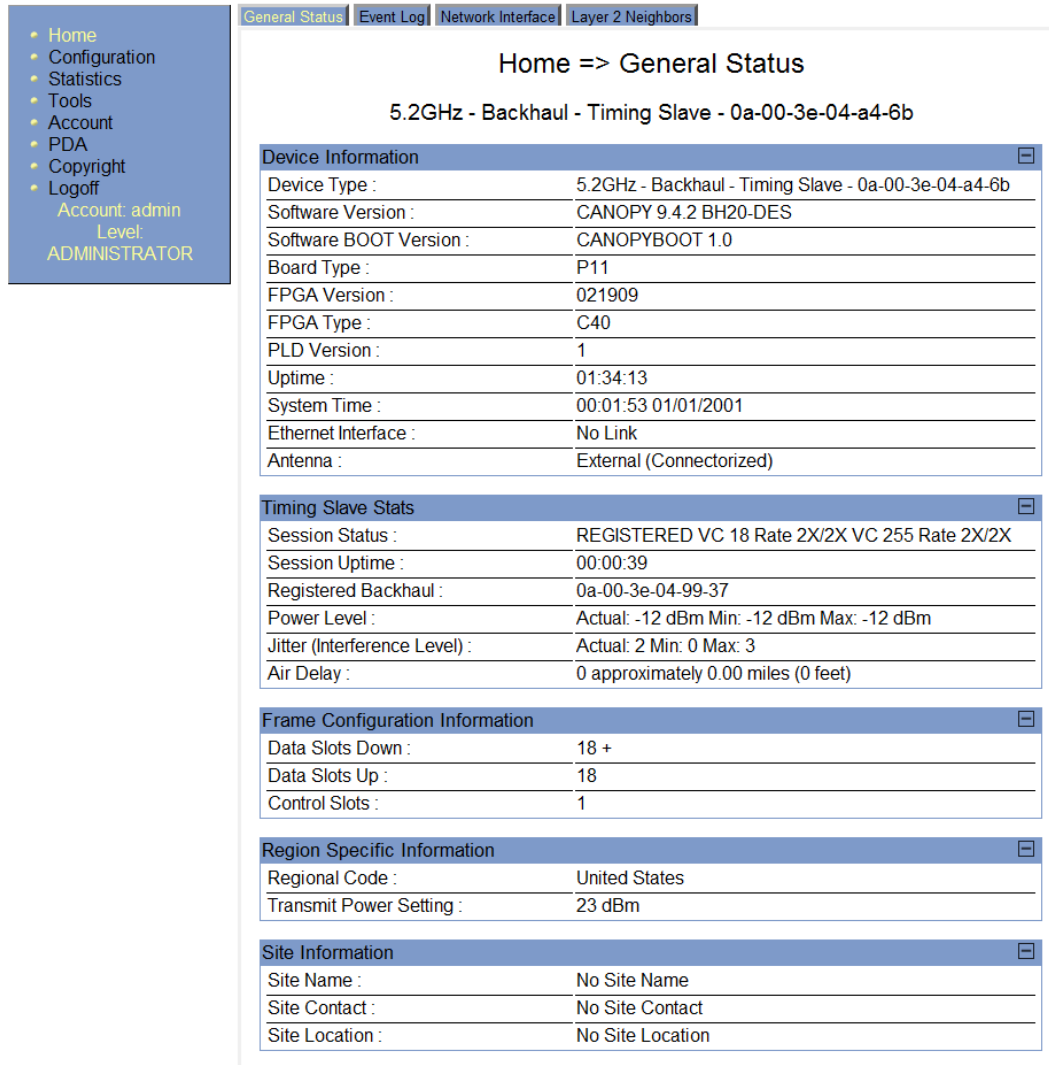 General Status Event Log Network Interface Layer 2 Neighbors
Home
Configuration
Statistics
Tools
Account
PDA
Copyright
Logoff
Account: admin
Level:
ADMINISTRATOR
Home => General Status
5.2GHz - Backhaul - Timing Slave - 0a-00-3e-04-a4-6b
Device Information
Device Type : 5.2GHz - Backhaul - Timing Slave - 0a-00-3e-04-a4-6b
Software Version : CANOPY 9.4.2 BH20-DES
Software BOOT Version : CANOPYBOOT 1.0
Board Type : P11
FPGA Version : 021909
FPGA Type : C40
PLD Version : 1
Uptime : 01:34:13
System Time : 00:01:53 01/01/2001
Ethernet Interface : No Link
Antenna : External (Connectorized)
Timing Slave Stats
Session Status : REGISTERED VC 18 Rate 2X/2X VC 255 Rate 2X/2X
Session Uptime : 00:00:39
Registered Backhaul : 0a-00-3e-04-99-37
Power Level : Actual: -12 dBm Min: -12 dBm Max: -12 dBm
Jitter (Interference Level) : Actual: 2 Min: 0 Max: 3
Air Delay : 0 approximately 0.00 miles (0 feet)
Frame Configuration Information
Data Slots Down : 18 +
Data Slots Up : 18
Control Slots : 1
Region Specific Information
Regional Code : United States
Transmit Power Setting : 23 dBm
Site Information
Site Name : No Site Name
Site Contact : No Site Contact
Site Location : No Site Location